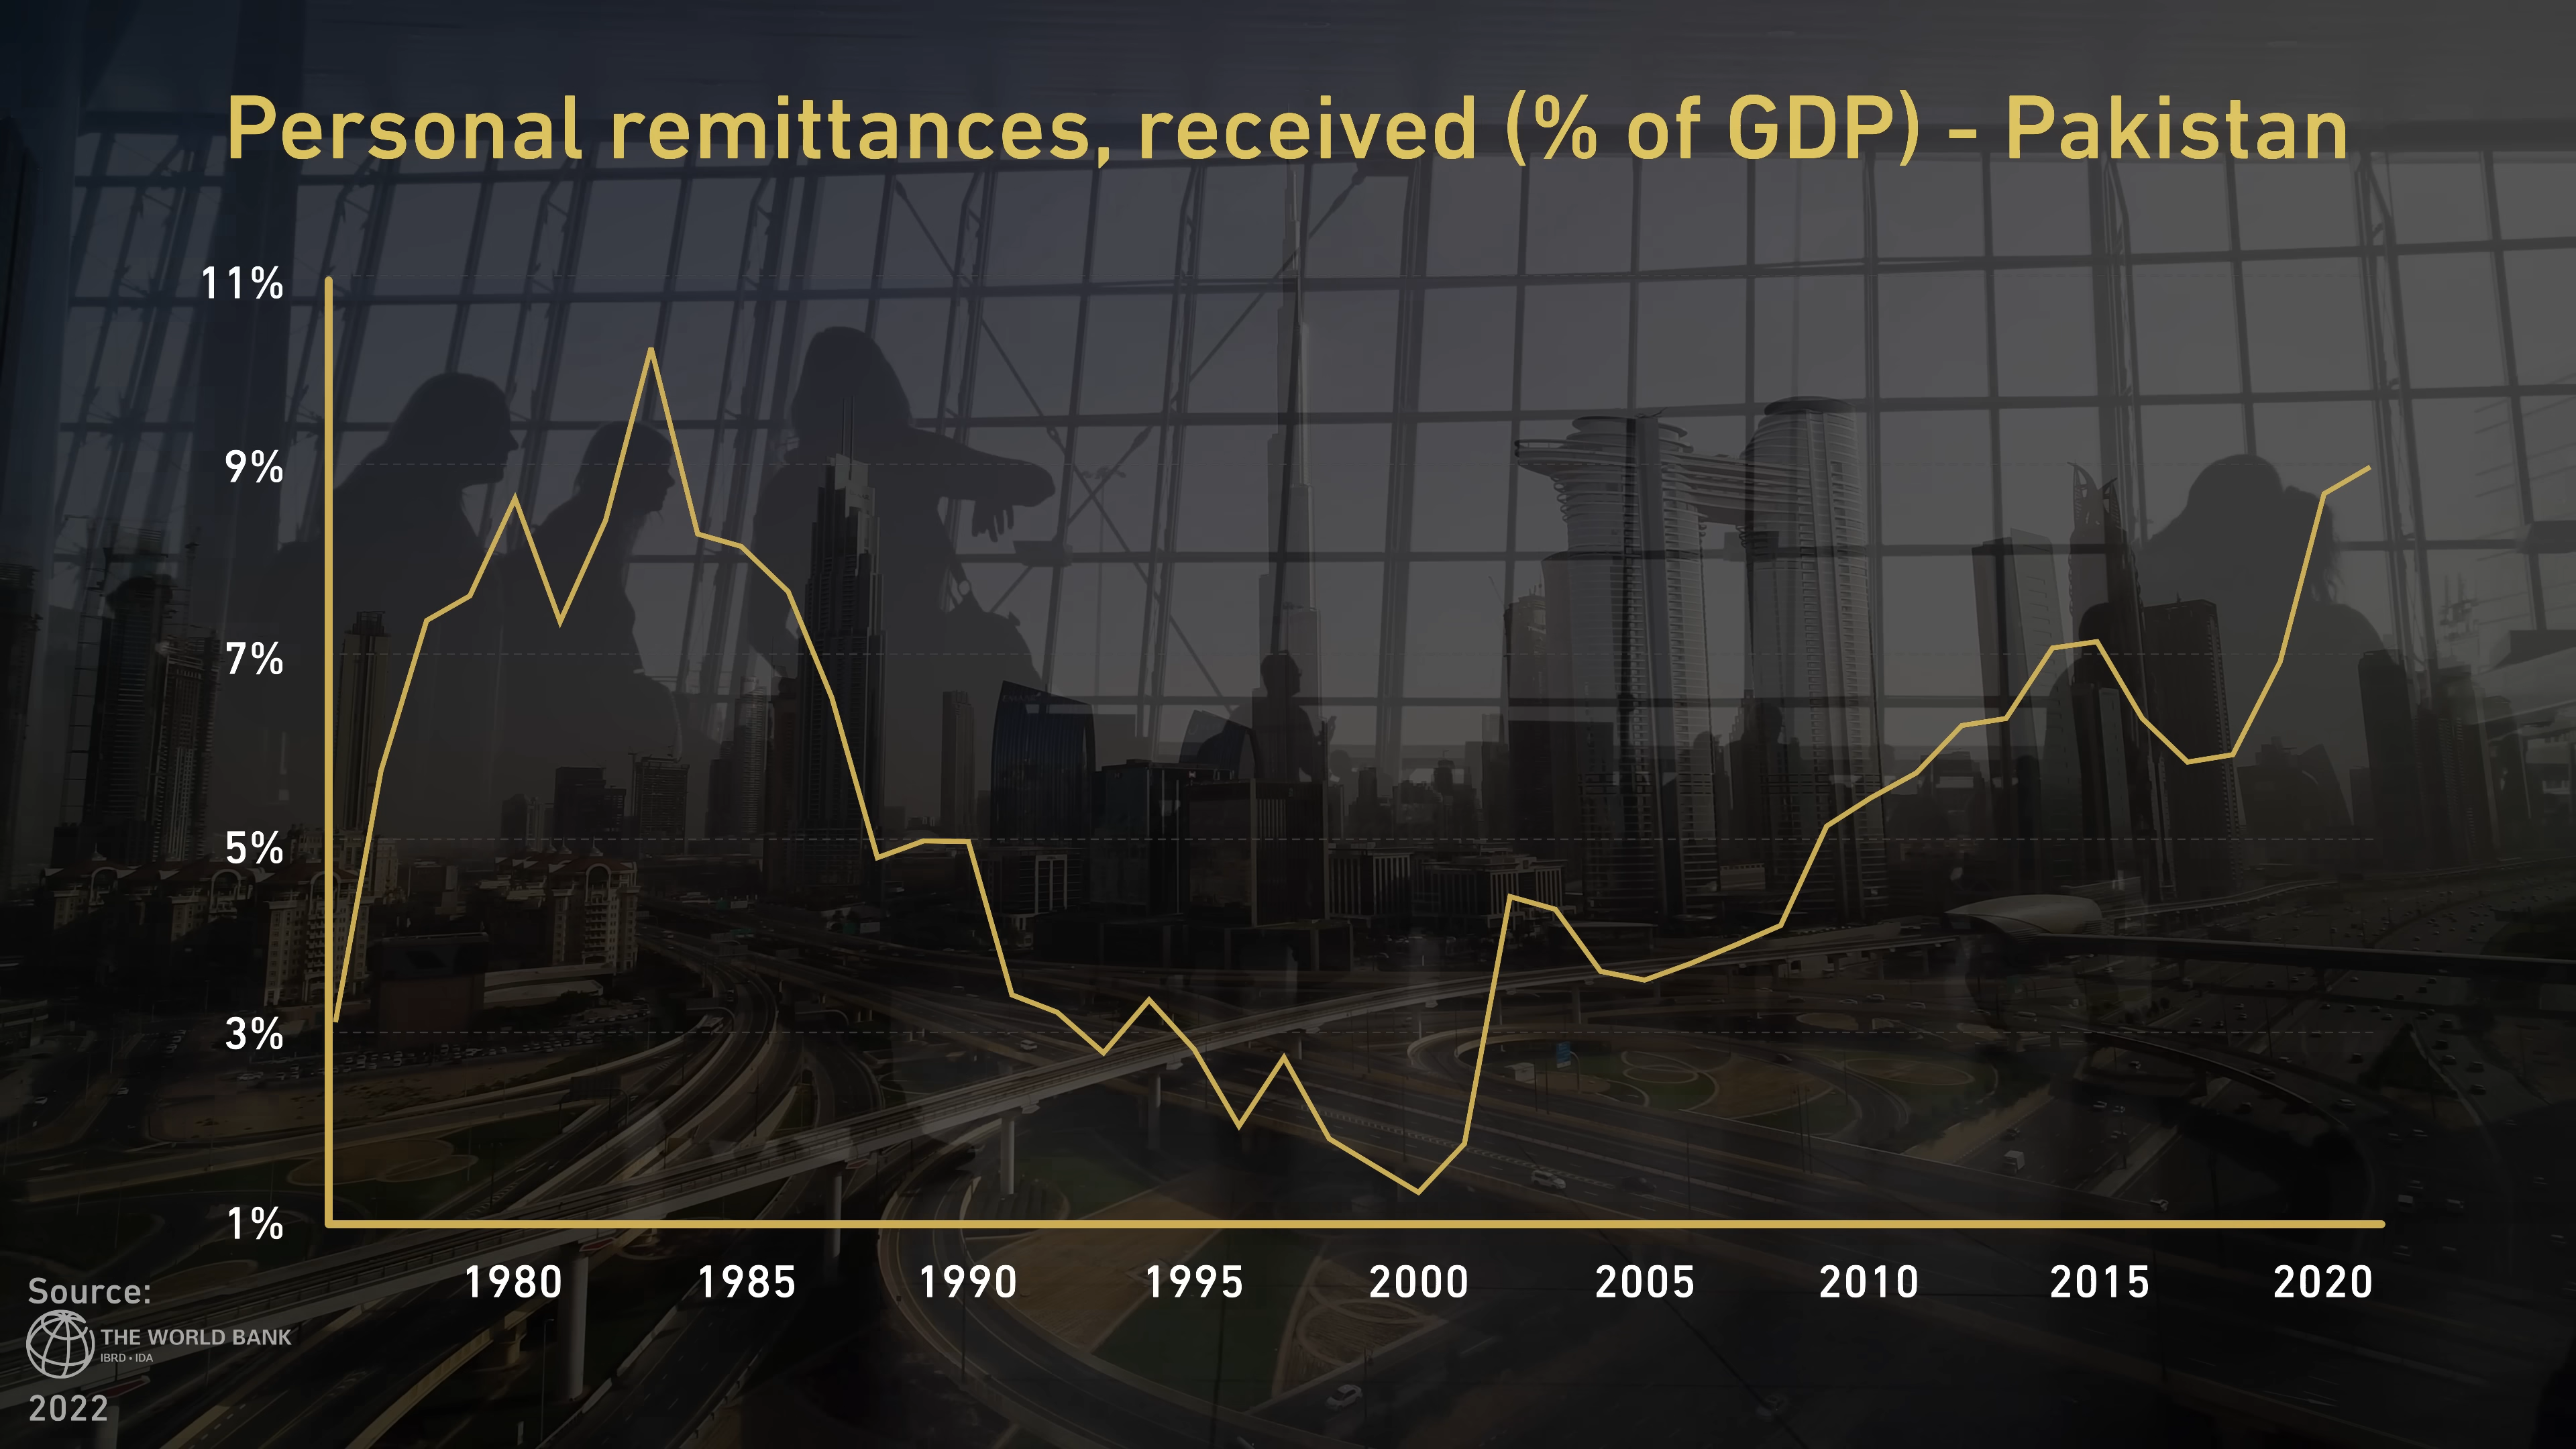 Personal remittances, received (% of GDP) - Pakistan
11%
9%
7%
5%
3%
1%
1980 1985 1990 1995 2000 2005 2010 2015 2020
Source:
THE WORLD BANK
IBRD • IDA
2022